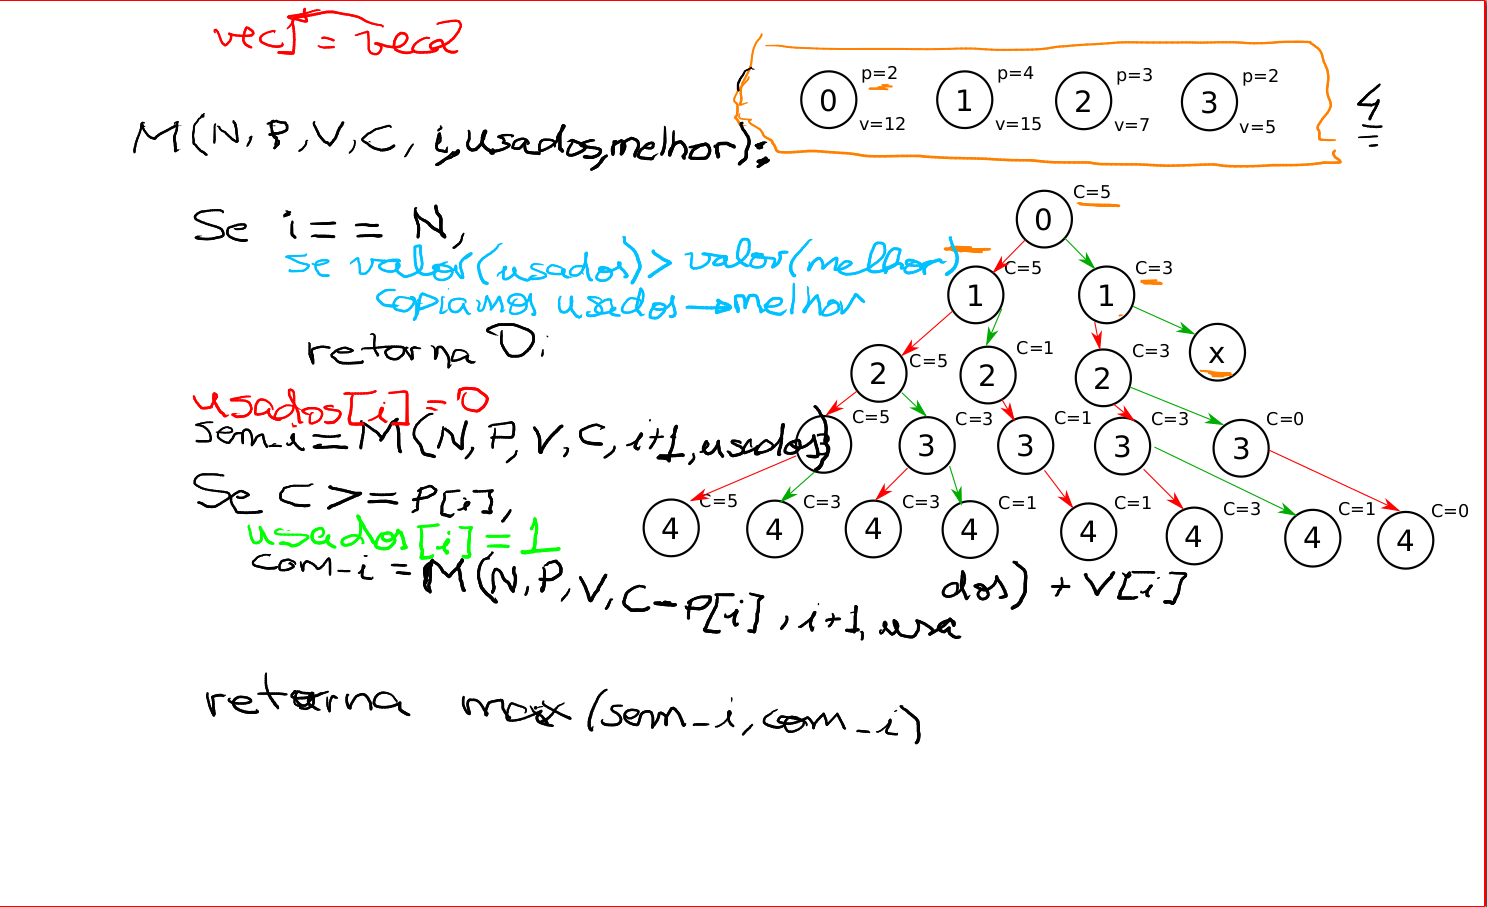 vec1 = vec2
p=2 p=4 p=3 p=2
0 1 2 3
v=12 v=15 v=7 v=5
4
M(N, P, V, C, i, usados, melhor):
C=5
0
Se i == N,
se valor(usados) > valor(melhor)
C=5 C=3
1 1
copiamos usados → melhor
retorna 0;
C=5 C=1 C=3 x
2 2 2
usados[i] = 0
C=5 C=3 C=1 C=3 C=0
sem_i = M(N, P, V, C, i+1, usados)
3 3 3 3 3
Se C >= P[i],
C=5 C=3 C=3 C=1 C=1 C=3 C=1 C=0
4 4 4 4 4 4 4 4
usados[i] = 1
com_i = M(N, P, V, C-P[i], i+1, usa
dos) + V[i]
retorna max(sem_i, com_i)